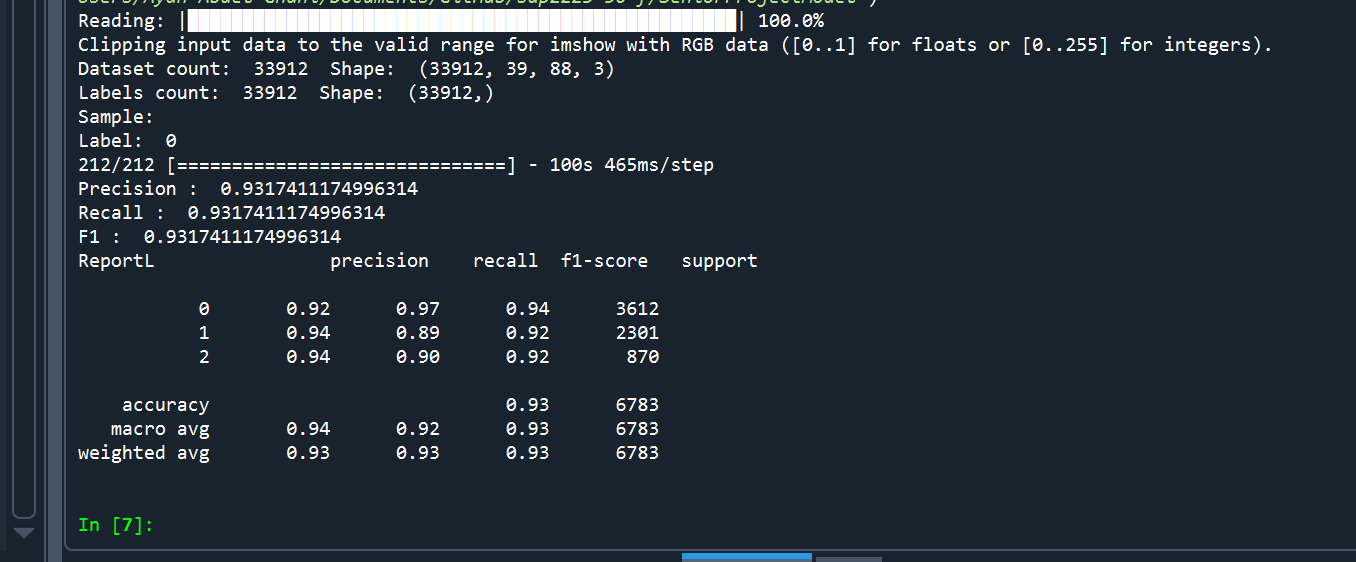 Reading: | | 100.0%
Clipping input data to the valid range for imshow with RGB data ([0..1] for floats or [0..255] for integers).
Dataset count:  33912  Shape:  (33912, 39, 88, 3)
Labels count:  33912  Shape:  (33912,)
Sample:
Label:  0
212/212 [==============================] - 100s 465ms/step
Precision :  0.9317411174996314
Recall :  0.9317411174996314
F1 :  0.9317411174996314
ReportL                precision    recall  f1-score   support
0       0.92      0.97      0.94      3612
1       0.94      0.89      0.92      2301
2       0.94      0.90      0.92       870
accuracy                           0.93      6783
macro avg       0.94      0.92      0.93      6783
weighted avg       0.93      0.93      0.93      6783
In [7]: